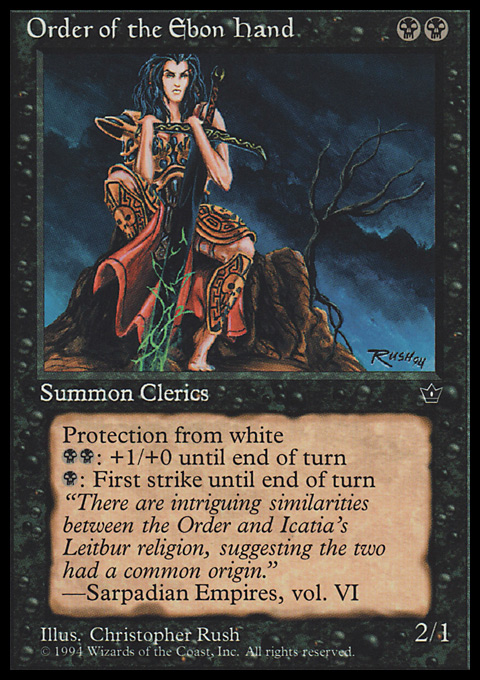 Order of the Ebon Hand
RUSH 94
Summon Clerics
Protection from white
: +1/+0 until end of turn
: First strike until end of turn
“There are intriguing similarities
between the Order and Icatia’s
Leitbur religion, suggesting the two
had a common origin.”
—Sarpadian Empires, vol. VI
Illus. Christopher Rush
2/1
© 1994 Wizards of the Coast, Inc. All rights reserved.